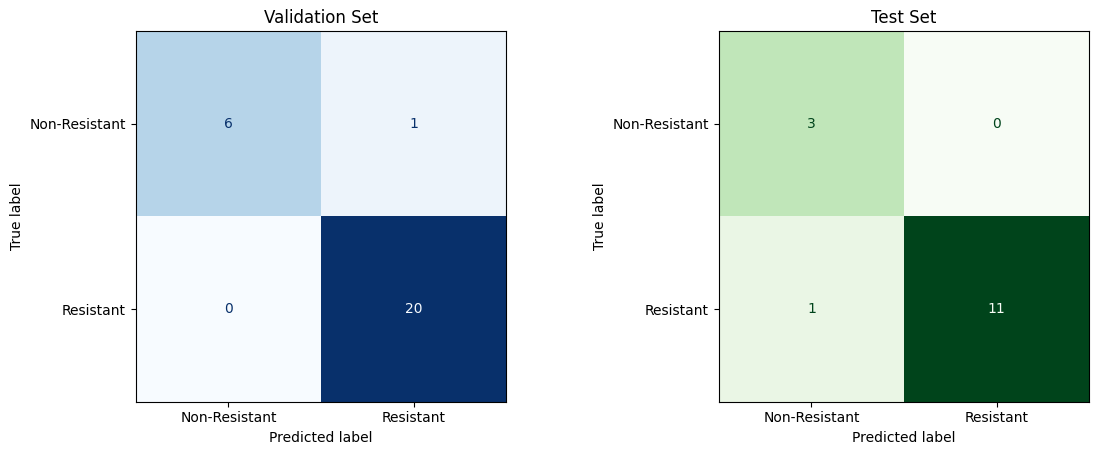 Validation Set
True label
Non-Resistant
6 1
Resistant
0 20
Non-Resistant Resistant
Predicted label
Test Set
True label
Non-Resistant
3 0
Resistant
1 11
Non-Resistant Resistant
Predicted label